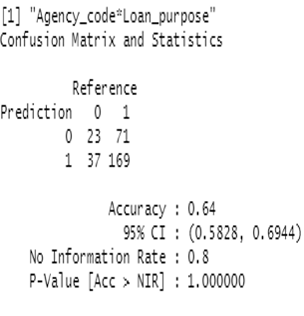 [1] "Agency_code*Loan_purpose"
Confusion Matrix and Statistics
Reference
Prediction 0 1
0 23 71
1 37 169
Accuracy : 0.64
95% CI : (0.5828, 0.6944)
No Information Rate : 0.8
P-Value [Acc > NIR] : 1.000000